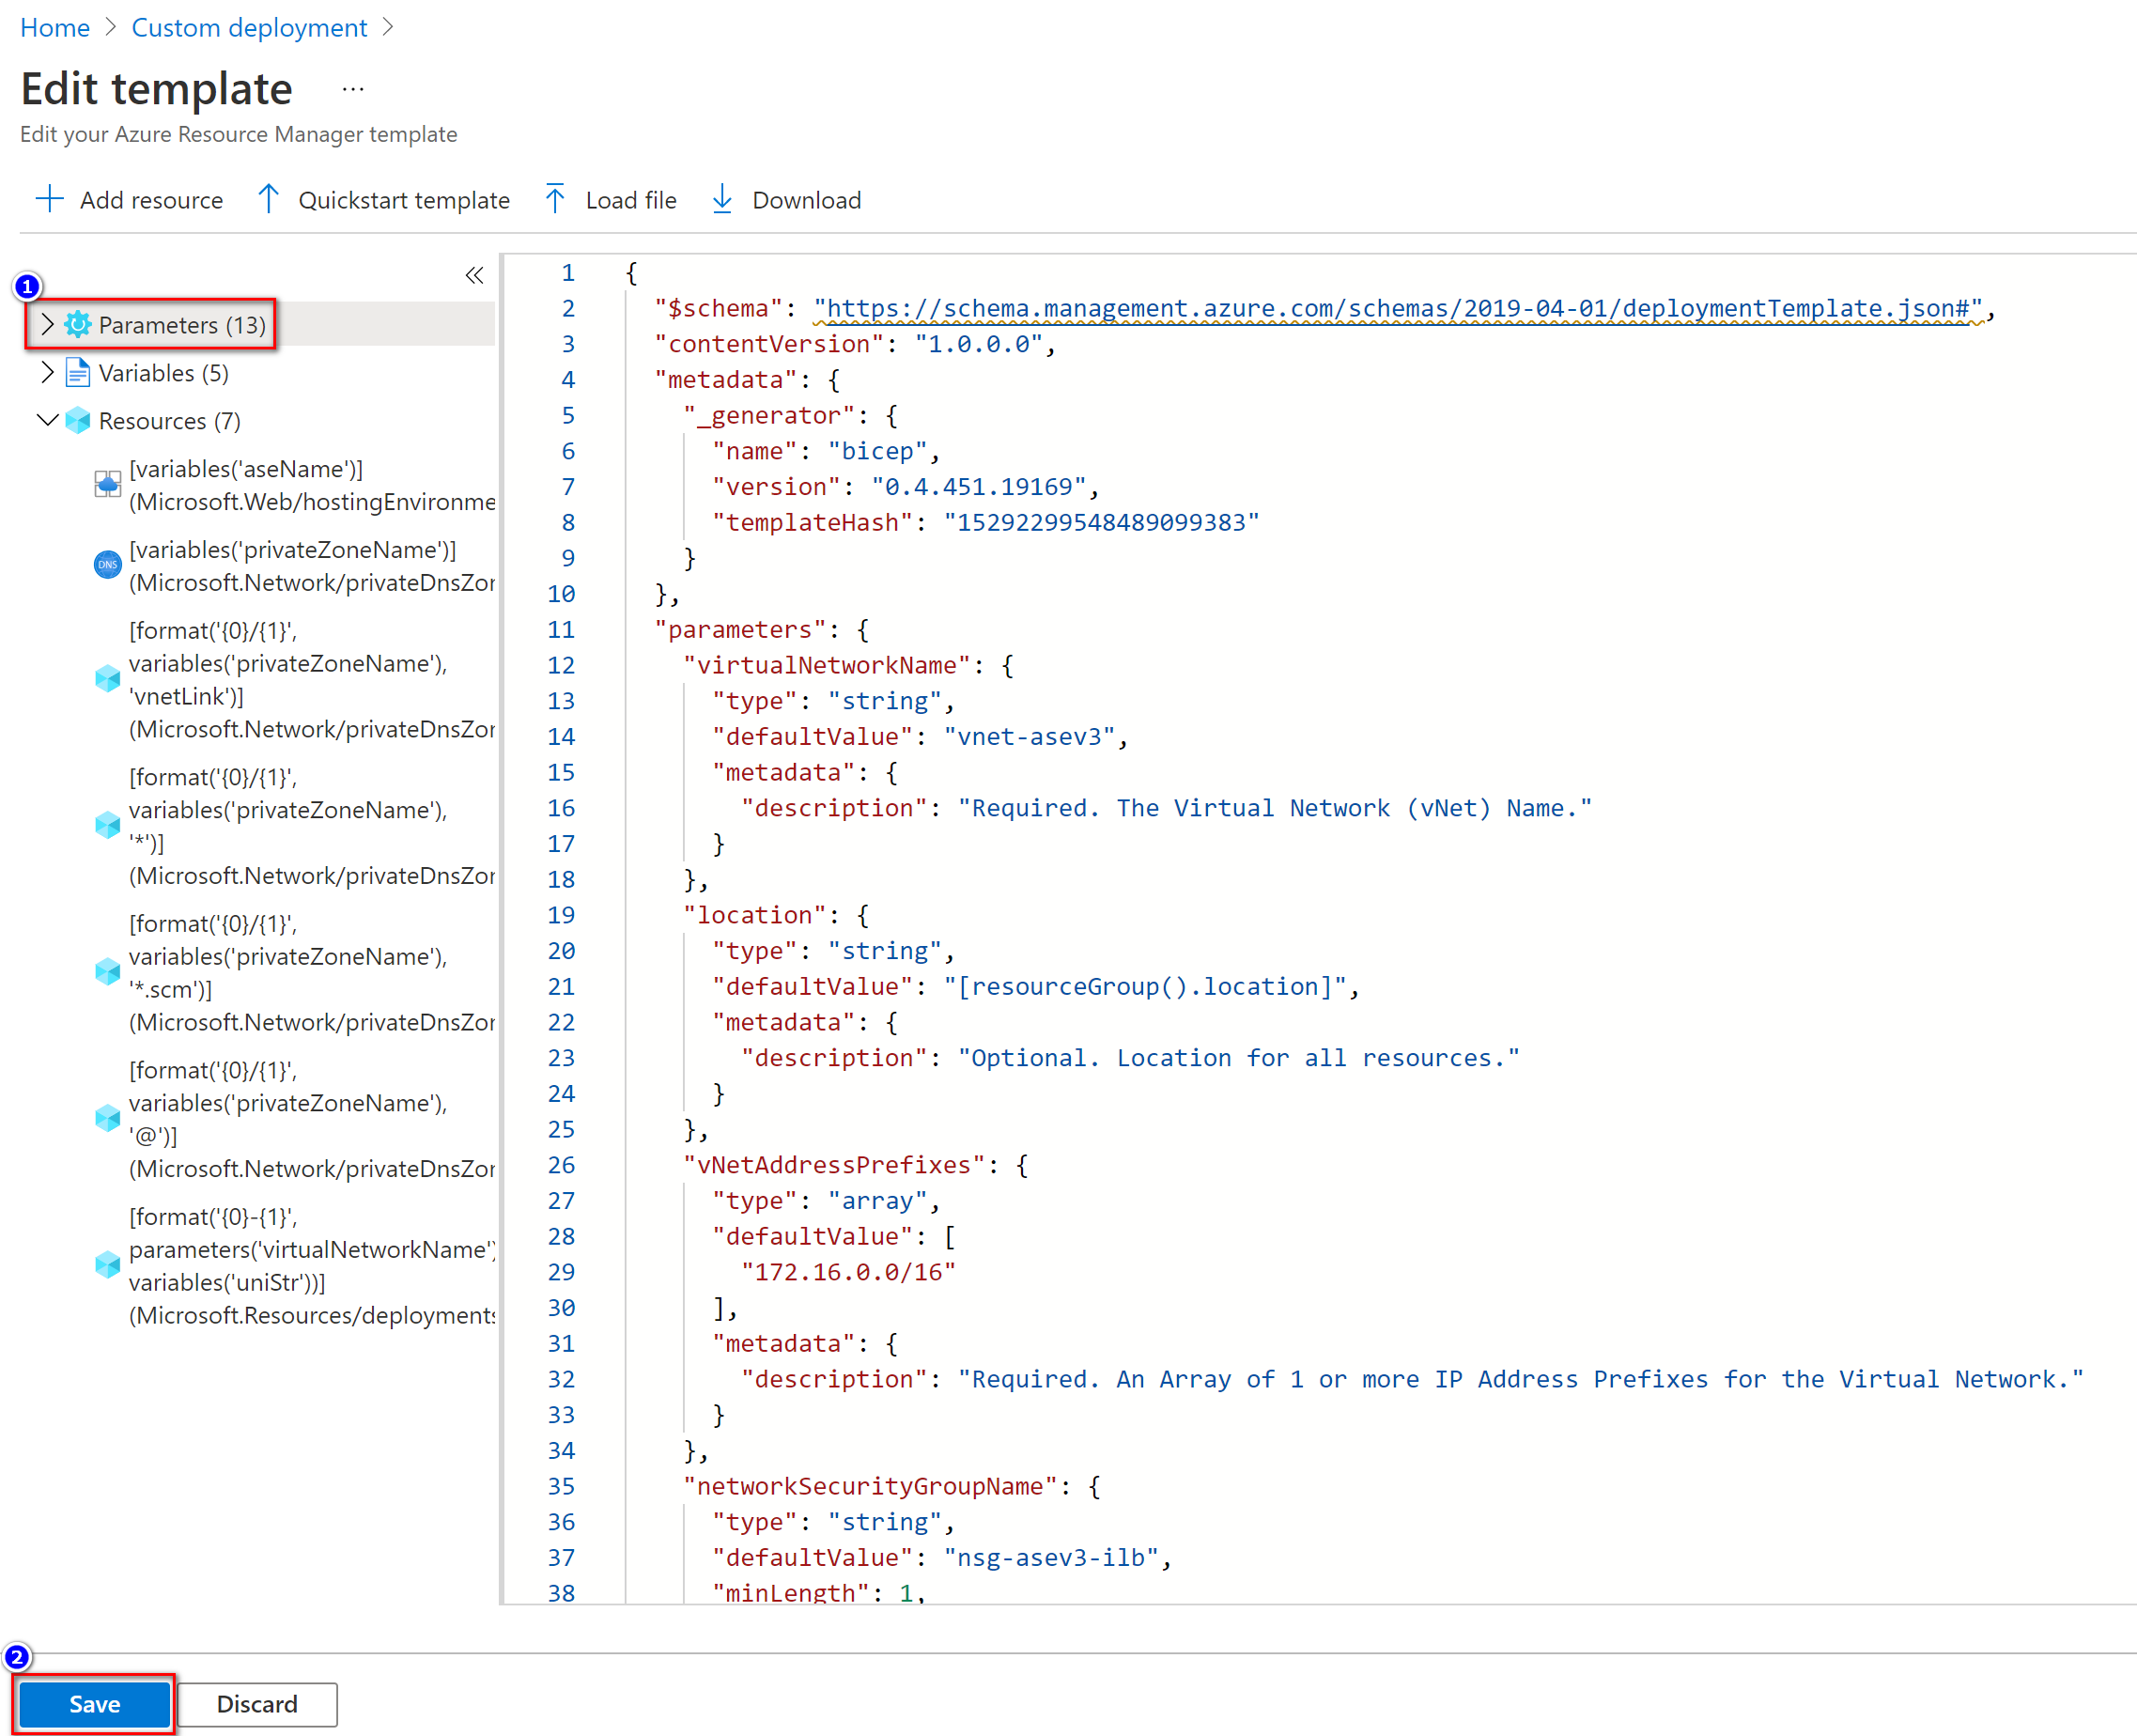 Home > Custom deployment >
Edit template ...
Edit your Azure Resource Manager template
Add resource Quickstart template Load file Download
1
Parameters (13)
Variables (5)
Resources (7)
[variables('aseName')]
(Microsoft.Web/hostingEnvironme
[variables('privateZoneName')]
DNS
(Microsoft.Network/privateDnsZor
[format('{0}/{1}',
variables('privateZoneName'),
'vnetLink')]
(Microsoft.Network/privateDnsZor
[format('{0}/{1}',
variables('privateZoneName'),
'*')]
(Microsoft.Network/privateDnsZor
[format('{0}/{1}',
variables('privateZoneName'),
'*.scm')]
(Microsoft.Network/privateDnsZor
[format('{0}/{1}',
variables('privateZoneName'),
'@')]
(Microsoft.Network/privateDnsZor
[format('{0}-{1}',
parameters('virtualNetworkName')
variables('uniStr'))]
(Microsoft.Resources/deployments
1 {
2 "$schema": "https://schema.management.azure.com/schemas/2019-04-01/deploymentTemplate.json#",
3 "contentVersion": "1.0.0.0",
4 "metadata": {
5 "_generator": {
6 "name": "bicep",
7 "version": "0.4.451.19169",
8 "templateHash": "15292299548489099383"
9 }
10 },
11 "parameters": {
12 "virtualNetworkName": {
13 "type": "string",
14 "defaultValue": "vnet-asev3",
15 "metadata": {
16 "description": "Required. The Virtual Network (vNet) Name."
17 }
18 },
19 "location": {
20 "type": "string",
21 "defaultValue": "[resourceGroup().location]",
22 "metadata": {
23 "description": "Optional. Location for all resources."
24 }
25 },
26 "vNetAddressPrefixes": {
27 "type": "array",
28 "defaultValue": [
29 "172.16.0.0/16"
30 ],
31 "metadata": {
32 "description": "Required. An Array of 1 or more IP Address Prefixes for the Virtual Network."
33 }
34 },
35 "networkSecurityGroupName": {
36 "type": "string",
37 "defaultValue": "nsg-asev3-ilb",
38 "minLength": 1,
2
Save Discard